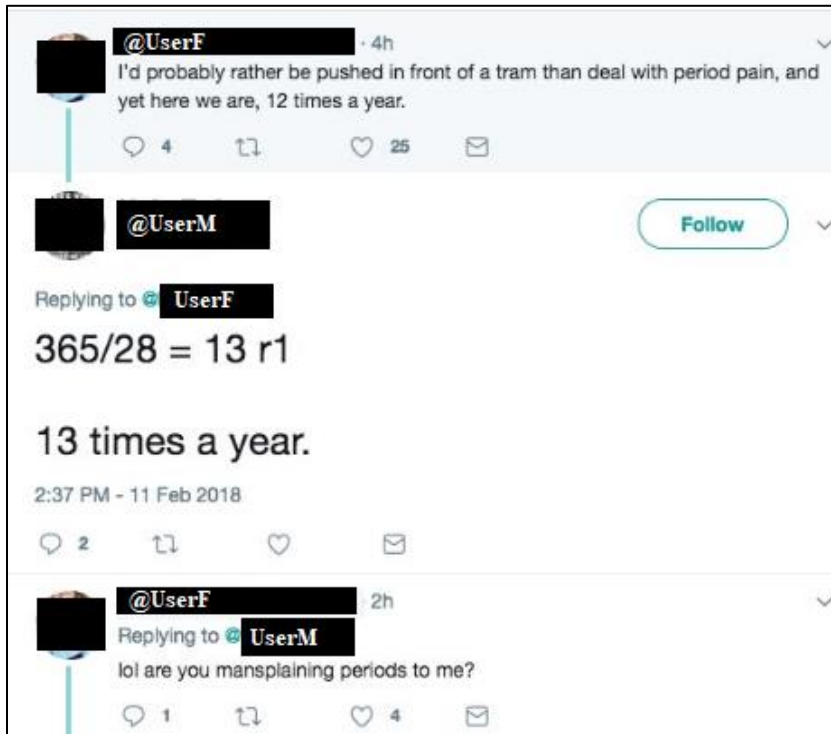 @UserF · 4h
I'd probably rather be pushed in front of a tram than deal with period pain, and
yet here we are, 12 times a year.
4 25
@UserM Follow
Replying to @ UserF
365/28 = 13 r1
13 times a year.
2:37 PM - 11 Feb 2018
2
@UserF 2h
Replying to @ UserM
lol are you mansplaining periods to me?
1 4